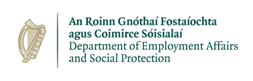 An Roinn Gnóthaí Fostaíochta
agus Coimirce Sóisialaí
Department of Employment Affairs
and Social Protection